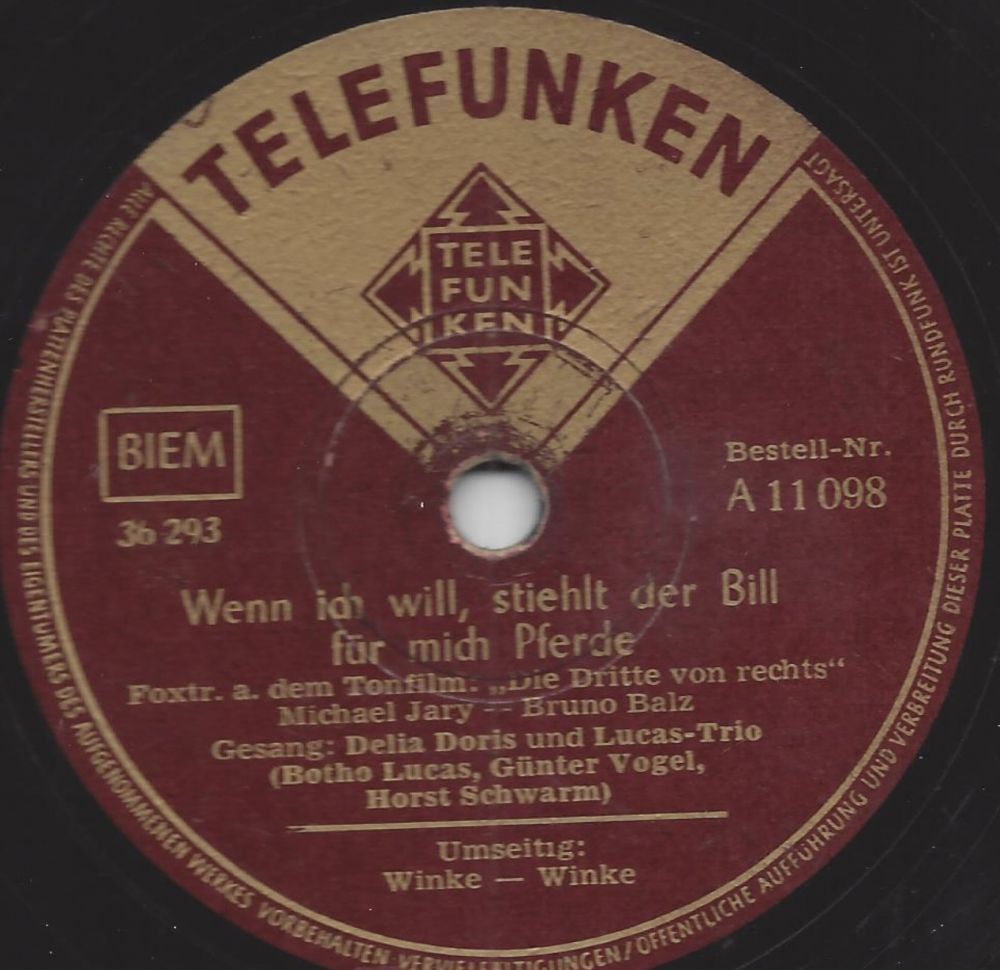 TELEFUNKEN
TELE
FUN
KEN
BIEM
36 293
Bestell-Nr.
A 11 098
Wenn ich will, stiehlt der Bill
für mich Pferde
Foxtr. a. dem Tonfilm: „Die Dritte von rechts“
Michael Jary — Bruno Balz
Gesang: Delia Doris und Lucas-Trio
(Botho Lucas, Günter Vogel,
Horst Schwarm)
Umseitig:
Winke — Winke
ALLE RECHTE DES PLATTENHERSTELLERS UND DES EIGENTÜMERS DES AUFGENOMMENEN WERKES VORBEHALTEN VERVIELFÄLTIGUNGEN / ÖFFENTLICHE AUFFÜHRUNG UND VERBREITUNG DIESER PLATTE DURCH RUNDFUNK IST UNTERSAGT